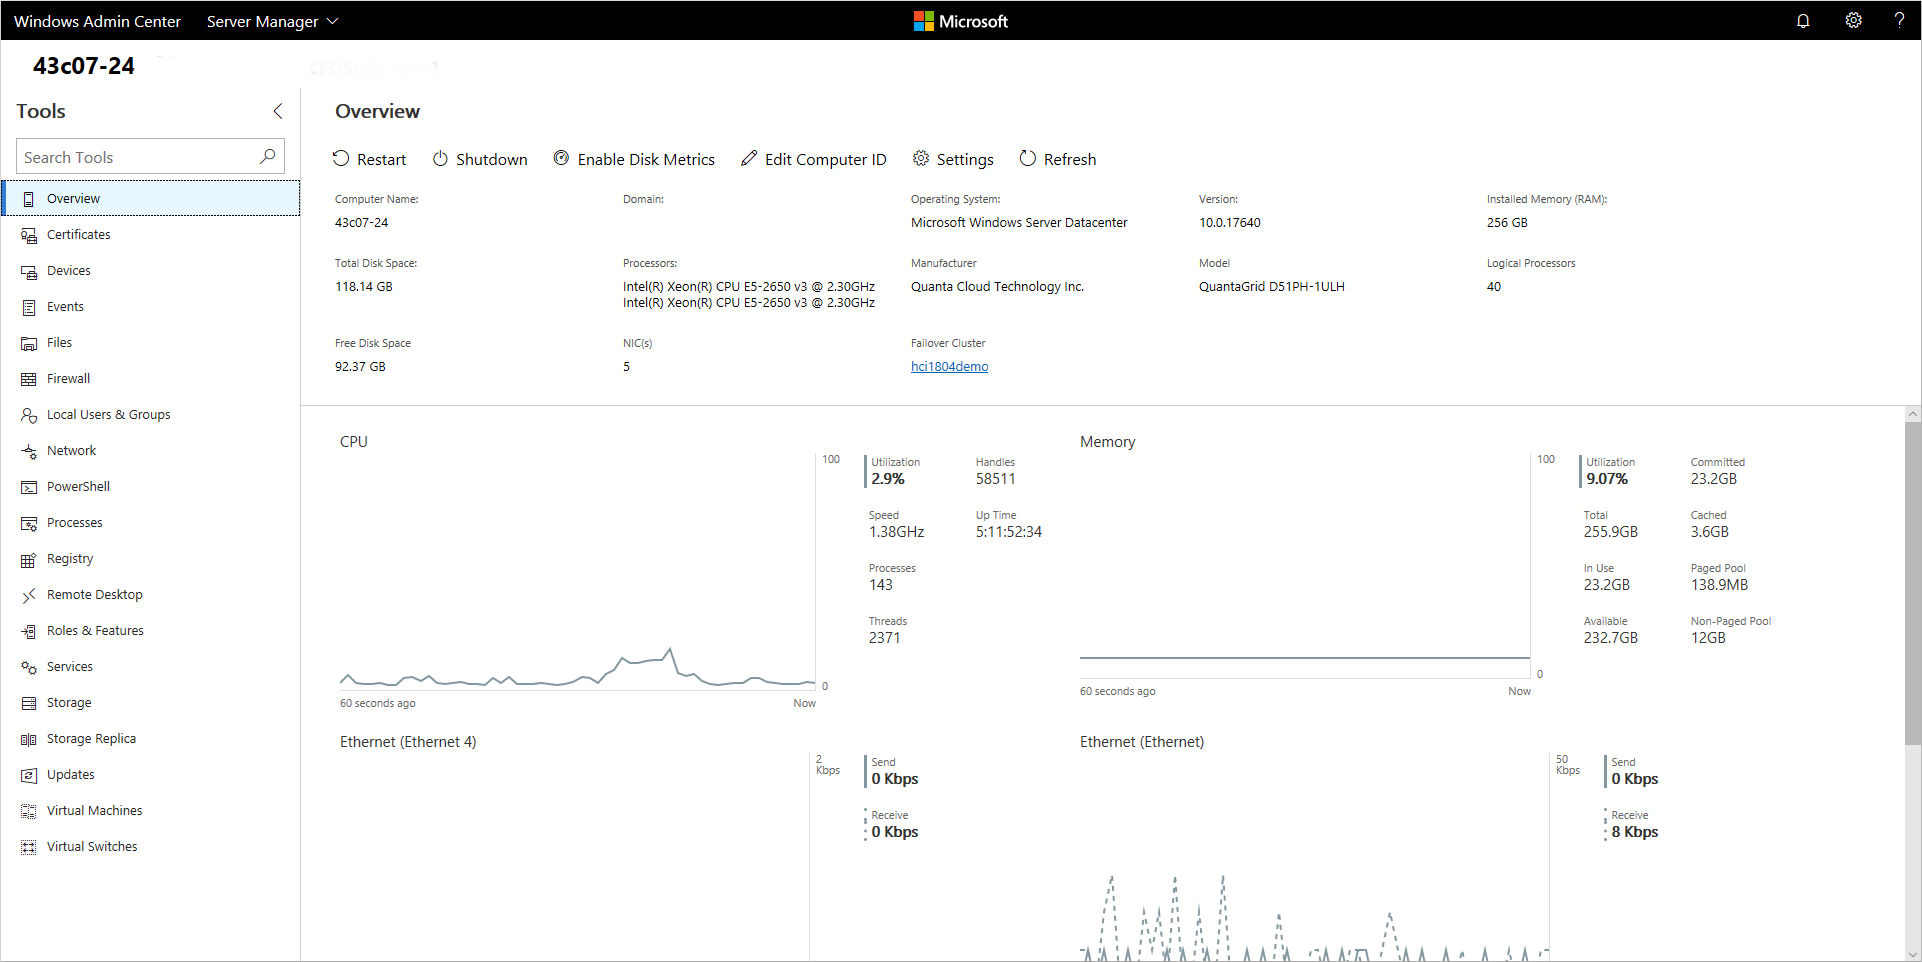 Windows Admin Center Server Manager Microsoft ?
43c07-24
Tools
Search Tools
Overview
Certificates
Devices
Events
Files
Firewall
Local Users & Groups
Network
PowerShell
Processes
Registry
Remote Desktop
Roles & Features
Services
Storage
Storage Replica
Updates
Virtual Machines
Virtual Switches
Overview
Restart Shutdown Enable Disk Metrics Edit Computer ID Settings Refresh
Computer Name: Domain: Operating System: Version: Installed Memory (RAM):
43c07-24 Microsoft Windows Server Datacenter 10.0.17640 256 GB
Total Disk Space: Processors: Manufacturer Model Logical Processors
118.14 GB Intel(R) Xeon(R) CPU E5-2650 v3 @ 2.30GHz Quanta Cloud Technology Inc. QuantaGrid D51PH-1ULH 40
Intel(R) Xeon(R) CPU E5-2650 v3 @ 2.30GHz
Free Disk Space NIC(s) Failover Cluster
92.37 GB 5 hci1804demo
CPU
100
Utilization Handles
2.9% 58511
Speed Up Time
1.38GHz 5:11:52:34
Processes
143
Threads
2371
0
60 seconds ago Now
Memory
100
Utilization Committed
9.07% 23.2GB
Total Cached
255.9GB 3.6GB
In Use Paged Pool
23.2GB 138.9MB
Available Non-Paged Pool
232.7GB 12GB
0
60 seconds ago Now
Ethernet (Ethernet 4)
2
Kbps
Send
0 Kbps
Receive
0 Kbps
Ethernet (Ethernet)
50
Kbps
Send
0 Kbps
Receive
8 Kbps